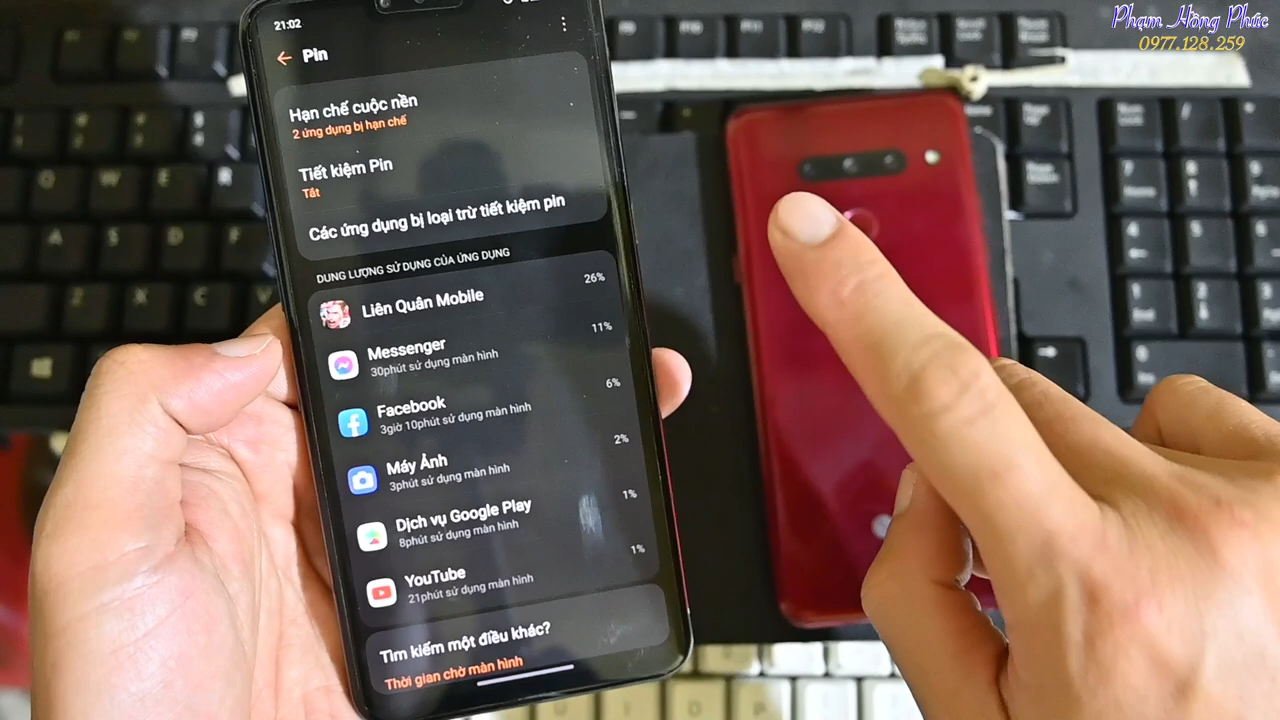 Phạm Hồng Phúc
0977.128.259
21:02
Pin
Hạn chế cuộc nền
2 ứng dụng bị hạn chế
Tiết kiệm Pin
Tắt
Các ứng dụng bị loại trừ tiết kiệm pin
DUNG LƯỢNG SỬ DỤNG CỦA ỨNG DỤNG
Liên Quân Mobile
26%
Messenger
11%
30phút sử dụng màn hình
Facebook
6%
3giờ 10phút sử dụng màn hình
Máy Ảnh
2%
3phút sử dụng màn hình
Dịch vụ Google Play
1%
8phút sử dụng màn hình
YouTube
1%
21phút sử dụng màn hình
Tìm kiếm một điều khác?
Thời gian chờ màn hình
Q W E R
A S D F
Z X C V